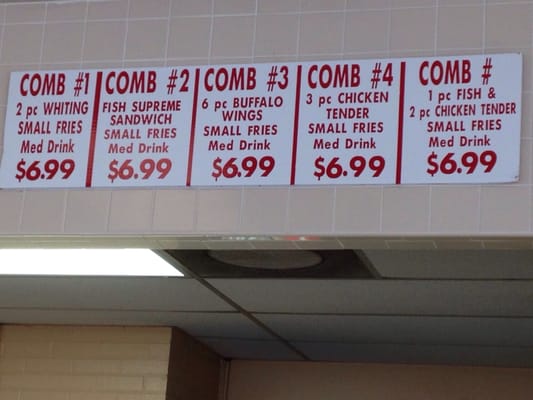 COMB #1
2 pc WHITING
SMALL FRIES
Med Drink
$6.99
COMB #2
FISH SUPREME
SANDWICH
SMALL FRIES
Med Drink
$6.99
COMB #3
6 pc BUFFALO
WINGS
SMALL FRIES
Med Drink
$6.99
COMB #4
3 pc CHICKEN
TENDER
SMALL FRIES
Med Drink
$6.99
COMB #
1 pc FISH &
2 pc CHICKEN TENDER
SMALL FRIES
Med Drink
$6.99